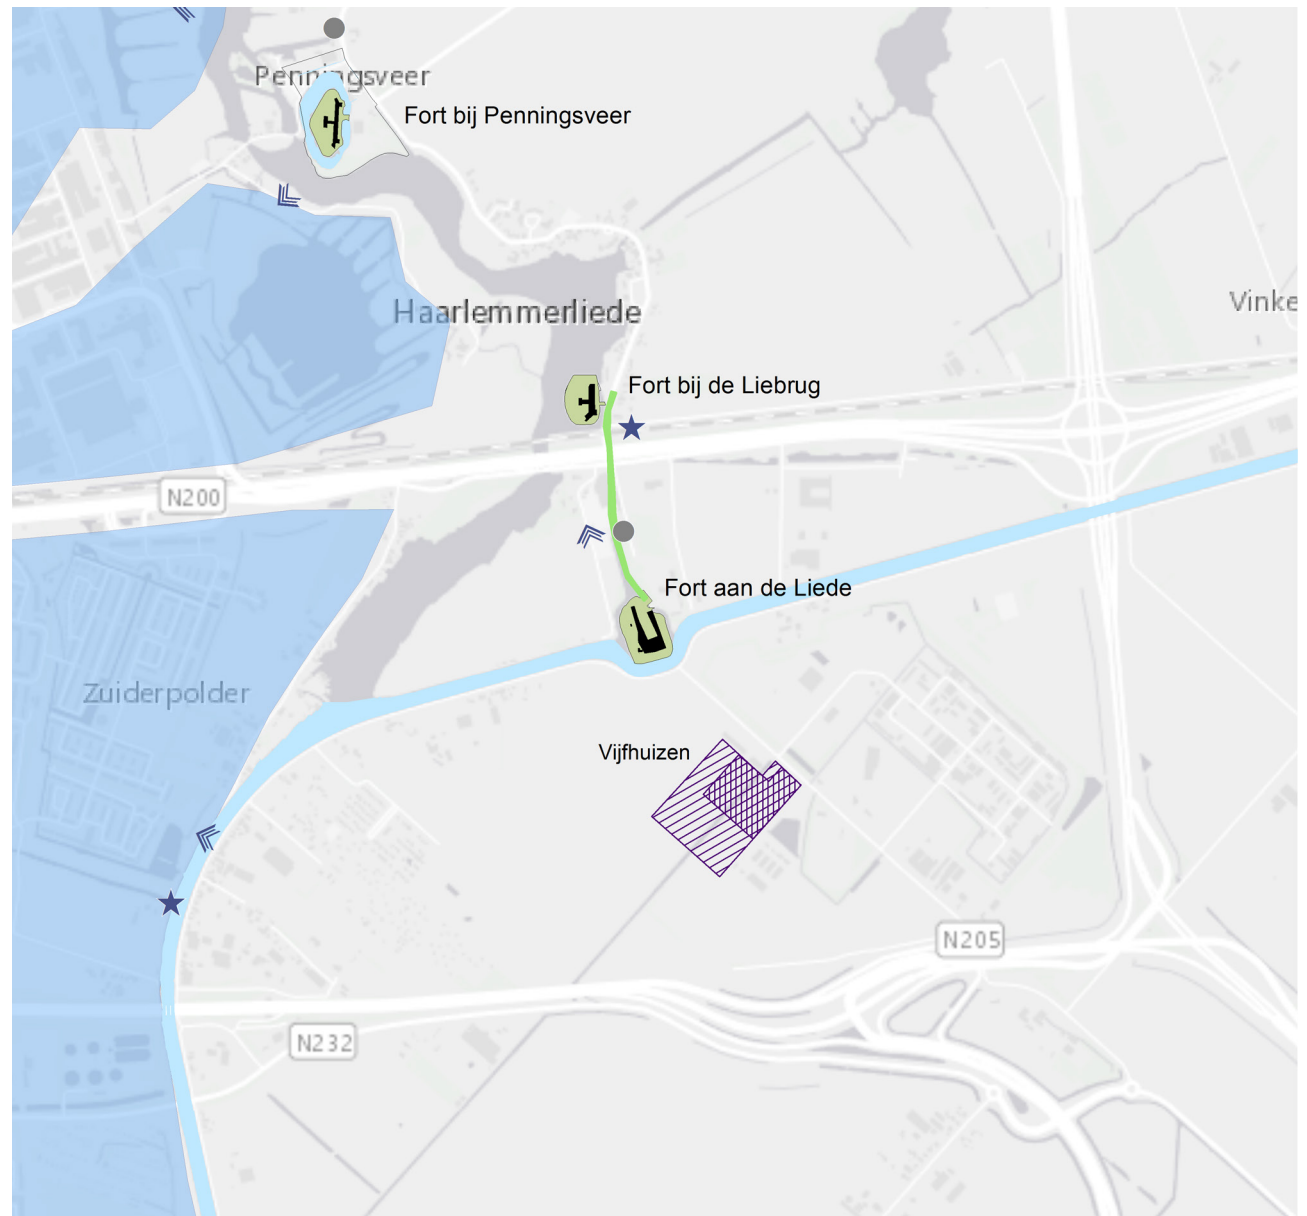 Penningsveer
Fort bij Penningsveer
Haarlemmerliede
Vinke
Fort bij de Liebrug
N200
Fort aan de Liede
Zuiderpolder
Vijfhuizen
N205
N232